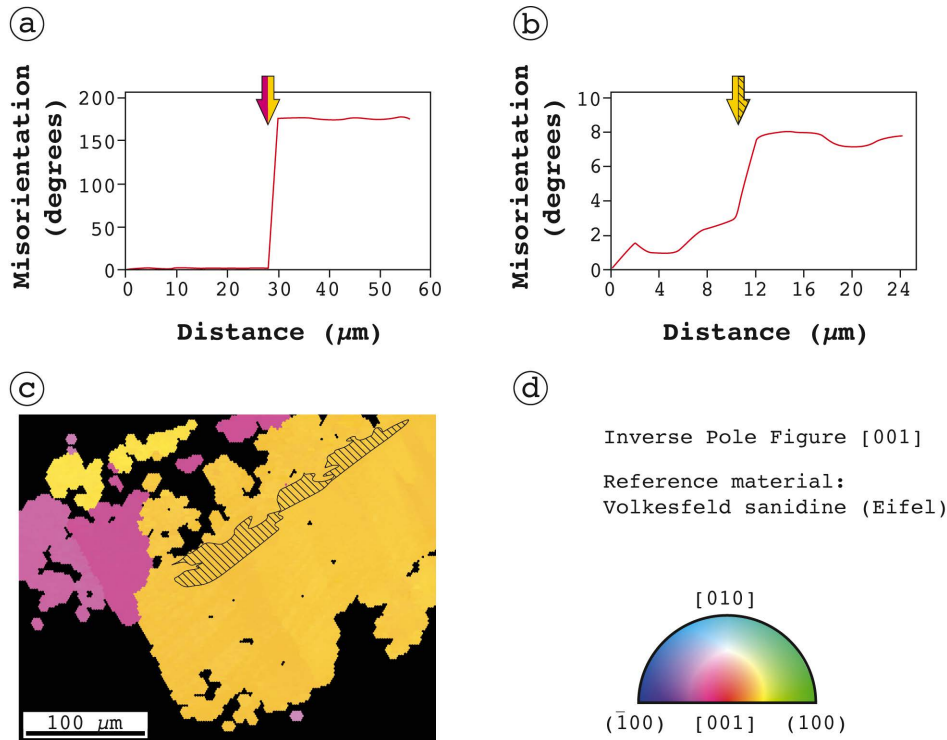 a
Misorientation
(degrees)
200
150
100
50
0
0 10 20 30 40 50 60
Distance (µm)
b
Misorientation
(degrees)
10
8
6
4
2
0
0 4 8 12 16 20 24
Distance (µm)
c
100 µm
d
Inverse Pole Figure [001]
Reference material:
Volkesfeld sanidine (Eifel)
[010]
(1̅00) [001] (100)